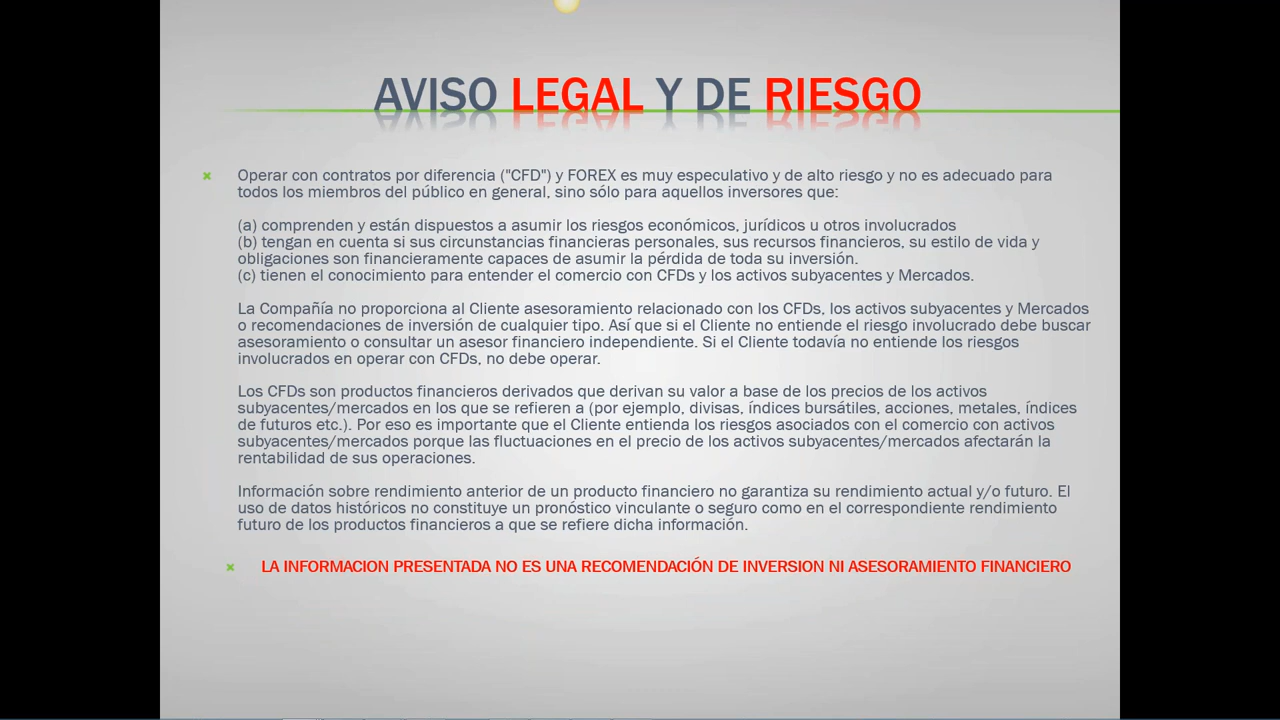 AVISO LEGAL Y DE RIESGO
Operar con contratos por diferencia ("CFD") y FOREX es muy especulativo y de alto riesgo y no es adecuado para
todos los miembros del público en general, sino sólo para aquellos inversores que:
(a) comprenden y están dispuestos a asumir los riesgos económicos, jurídicos u otros involucrados
(b) tengan en cuenta si sus circunstancias financieras personales, sus recursos financieros, su estilo de vida y
obligaciones son financieramente capaces de asumir la pérdida de toda su inversión.
(c) tienen el conocimiento para entender el comercio con CFDs y los activos subyacentes y Mercados.
La Compañía no proporciona al Cliente asesoramiento relacionado con los CFDs, los activos subyacentes y Mercados
o recomendaciones de inversión de cualquier tipo. Así que si el Cliente no entiende el riesgo involucrado debe buscar
asesoramiento o consultar un asesor financiero independiente. Si el Cliente todavía no entiende los riesgos
involucrados en operar con CFDs, no debe operar.
Los CFDs son productos financieros derivados que derivan su valor a base de los precios de los activos
subyacentes/mercados en los que se refieren a (por ejemplo, divisas, índices bursátiles, acciones, metales, índices
de futuros etc.). Por eso es importante que el Cliente entienda los riesgos asociados con el comercio con activos
subyacentes/mercados porque las fluctuaciones en el precio de los activos subyacentes/mercados afectarán la
rentabilidad de sus operaciones.
Información sobre rendimiento anterior de un producto financiero no garantiza su rendimiento actual y/o futuro. El
uso de datos históricos no constituye un pronóstico vinculante o seguro como en el correspondiente rendimiento
futuro de los productos financieros a que se refiere dicha información.
LA INFORMACION PRESENTADA NO ES UNA RECOMENDACIÓN DE INVERSION NI ASESORAMIENTO FINANCIERO